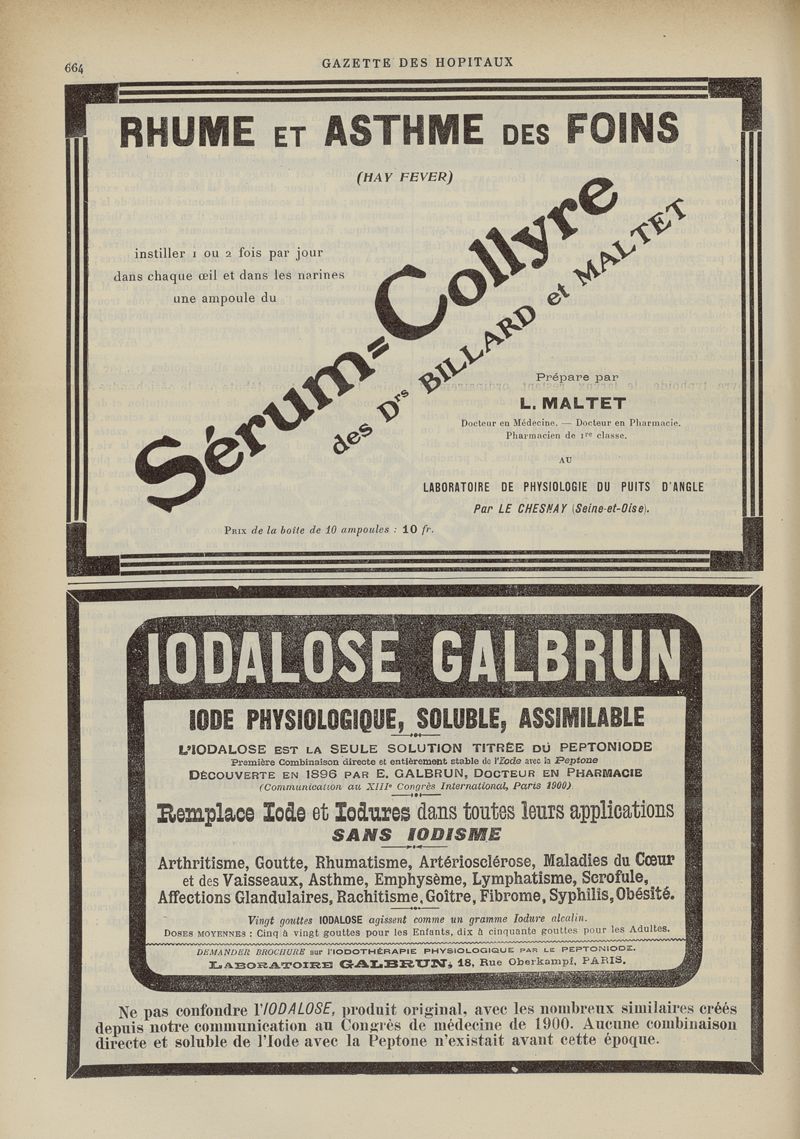 664
GAZETTE DES HOPITAUX
RHUME ET ASTHME DES FOINS
(HAY FEVER)
instiller 1 ou 2 fois par jour
dans chaque œil et dans les narines
une ampoule du
Sérum=Collyre
des Drs BILLARD et MALTET
Préparé par
L. MALTET
Docteur en Médecine. — Docteur en Pharmacie.
Pharmacien de 1re classe.
AU
LABORATOIRE DE PHYSIOLOGIE DU PUITS D'ANGLE
Par LE CHESNAY (Seine-et-Oise).
PRIX de la boîte de 10 ampoules : 10 fr.
IODALOSE GALBRUN
IODE PHYSIOLOGIQUE, SOLUBLE, ASSIMILABLE
L'IODALOSE EST LA SEULE SOLUTION TITRÉE DU PEPTONIODE
Première Combinaison directe et entièrement stable de l'Iode avec la Peptone
DÉCOUVERTE EN 1896 PAR E. GALBRUN, DOCTEUR EN PHARMACIE
(Communication au XIIIe Congrès International, Paris 1900)
Remplace Iode et Iodures dans toutes leurs applications
SANS IODISME
Arthritisme, Goutte, Rhumatisme, Artériosclérose, Maladies du Cœur
et des Vaisseaux, Asthme, Emphysème, Lymphatisme, Scrofule,
Affections Glandulaires, Rachitisme, Goître, Fibrome, Syphilis, Obésité.
Vingt gouttes IODALOSE agissent comme un gramme Iodure alcalin.
DOSES MOYENNES : Cinq à vingt gouttes pour les Enfants, dix à cinquante gouttes pour les Adultes.
DEMANDER BROCHURE sur l'IODOTHÉRAPIE PHYSIOLOGIQUE PAR LE PEPTONIODE.
LABORATOIRE GALBRUN, 18, Rue Oberkampf, PARIS.
Ne pas confondre l'IODALOSE, produit original, avec les nombreux similaires créés
depuis notre communication au Congrès de médecine de 1900. Aucune combinaison
directe et soluble de l'Iode avec la Peptone n'existait avant cette époque.